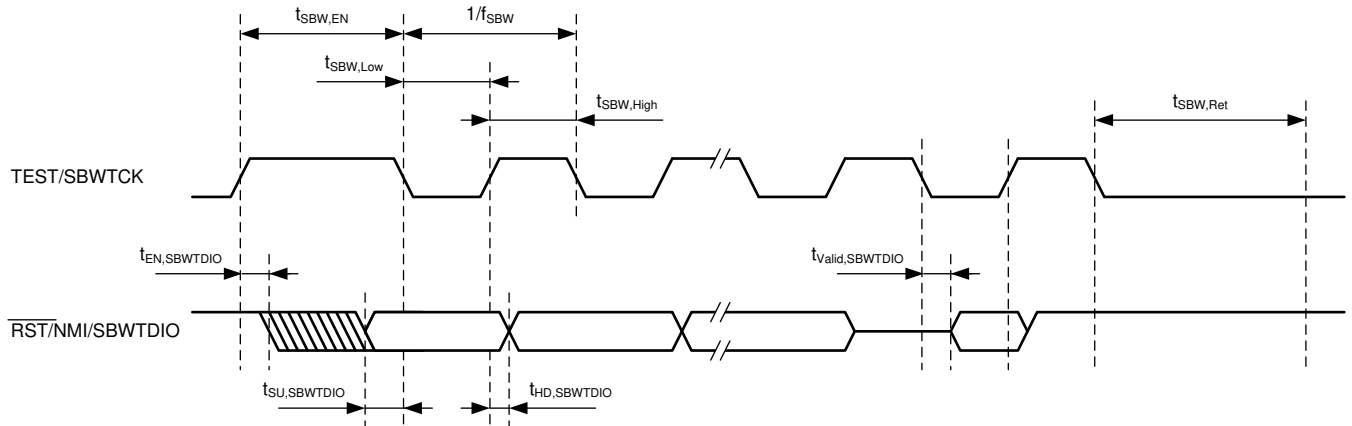 tSBW,EN
1/fSBW
tSBW,Low
tSBW,High
tSBW,Ret
TEST/SBWTCK
tEN,SBWTDIO
tValid,SBWTDIO
RST/NMI/SBWTDIO
tSU,SBWTDIO
tHD,SBWTDIO